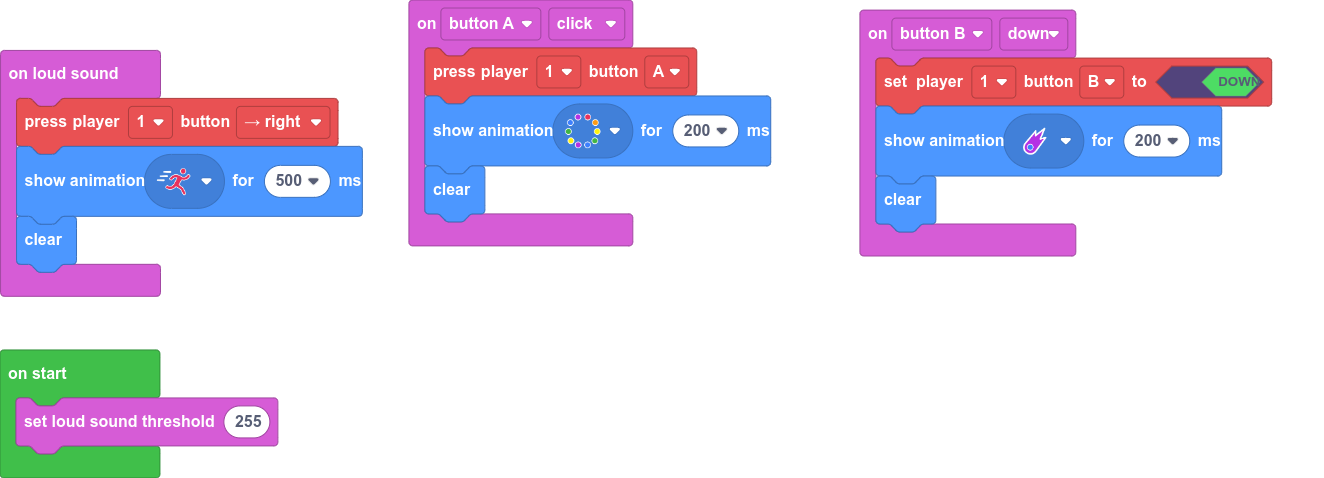 on loud sound
press player 1 button → right
show animation for 500 ms
clear
on start
set loud sound threshold 255
on button A click
press player 1 button A
show animation for 200 ms
clear
on button B down
set player 1 button B to DOWN
show animation for 200 ms
clear